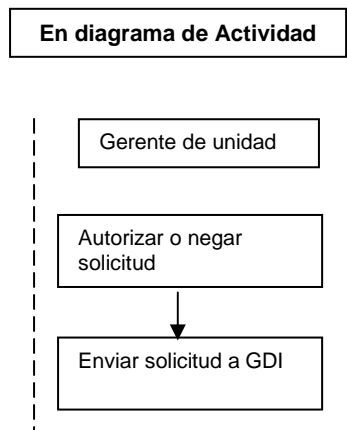 En diagrama de Actividad
Gerente de unidad
Autorizar o negar
solicitud
Enviar solicitud a GDI